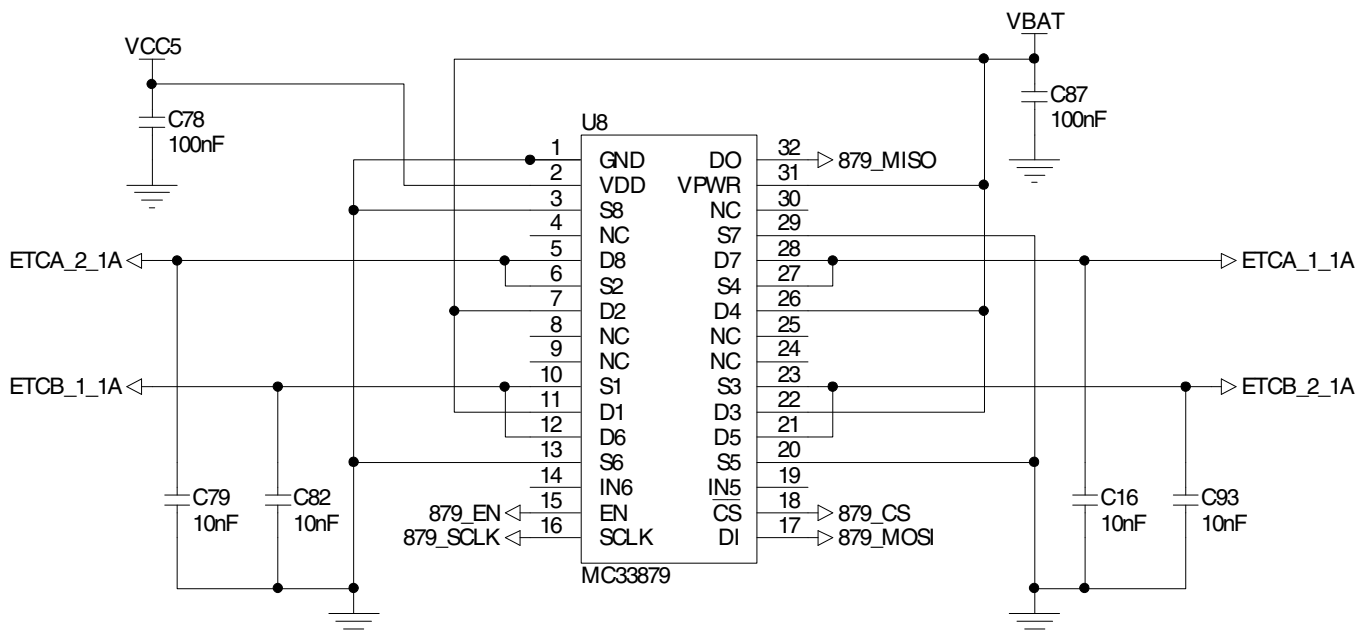 VBAT
VCC5
C87
100nF
C78
100nF
U8
1 GND DO 32 879_MISO
2 VDD VPWR 31
3 S8 NC 30
4 NC S7 29
ETCA_2_1A 5 D8 D7 28 ETCA_1_1A
6 S2 S4 27
7 D2 D4 26
8 NC NC 25
9 NC NC 24
ETCB_1_1A 10 S1 S3 23 ETCB_2_1A
11 D1 D3 22
12 D6 D5 21
13 S6 S5 20
14 IN6 IN5 19
879_EN 15 EN CS 18 879_CS
879_SCLK 16 SCLK DI 17 879_MOSI
C79
10nF
C82
10nF
C16
10nF
C93
10nF
MC33879